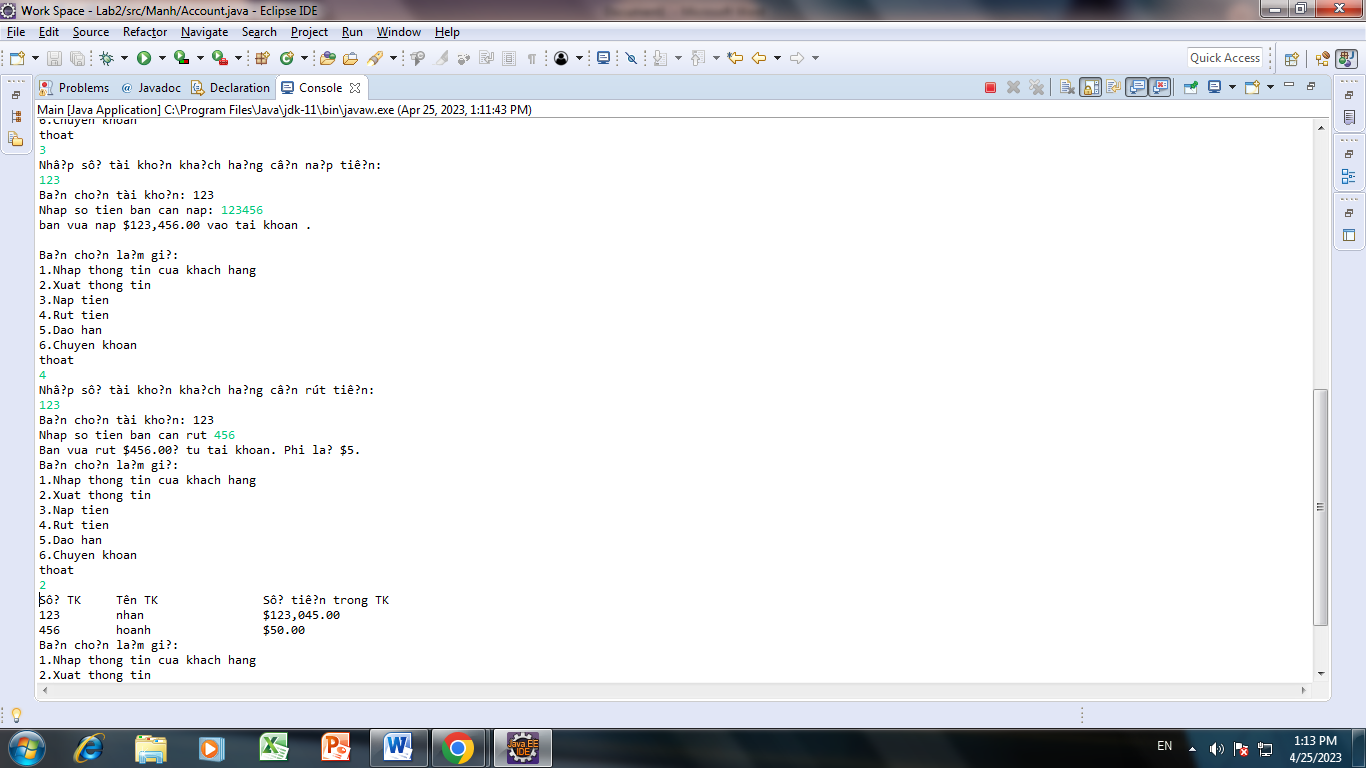 Work Space - Lab2/src/Manh/Account.java - Eclipse IDE
File Edit Source Refactor Navigate Search Project Run Window Help
Quick Access
Problems @ Javadoc Declaration Console
Main [Java Application] C:\Program Files\Java\jdk-11\bin\javaw.exe (Apr 25, 2023, 1:11:43 PM)
6.Chuyen khoan
thoat
3
Nhâ?p sô? tài kho?n kha?ch ha?ng câ?n na?p tiê?n:
123
Ba?n cho?n tài kho?n: 123
Nhap so tien ban can nap: 123456
ban vua nap $123,456.00 vao tai khoan .
Ba?n cho?n la?m gi?:
1.Nhap thong tin cua khach hang
2.Xuat thong tin
3.Nap tien
4.Rut tien
5.Dao han
6.Chuyen khoan
thoat
4
Nhâ?p sô? tài kho?n kha?ch ha?ng câ?n rút tiê?n:
123
Ba?n cho?n tài kho?n: 123
Nhap so tien ban can rut 456
Ban vua rut $456.00? tu tai khoan. Phi la? $5.
Ba?n cho?n la?m gi?:
1.Nhap thong tin cua khach hang
2.Xuat thong tin
3.Nap tien
4.Rut tien
5.Dao han
6.Chuyen khoan
thoat
2
Sô? TK Tên TK Sô? tiê?n trong TK
123 nhan $123,045.00
456 hoanh $50.00
Ba?n cho?n la?m gi?:
1.Nhap thong tin cua khach hang
2.Xuat thong tin
Java EE
IDE
EN
1:13 PM
4/25/2023